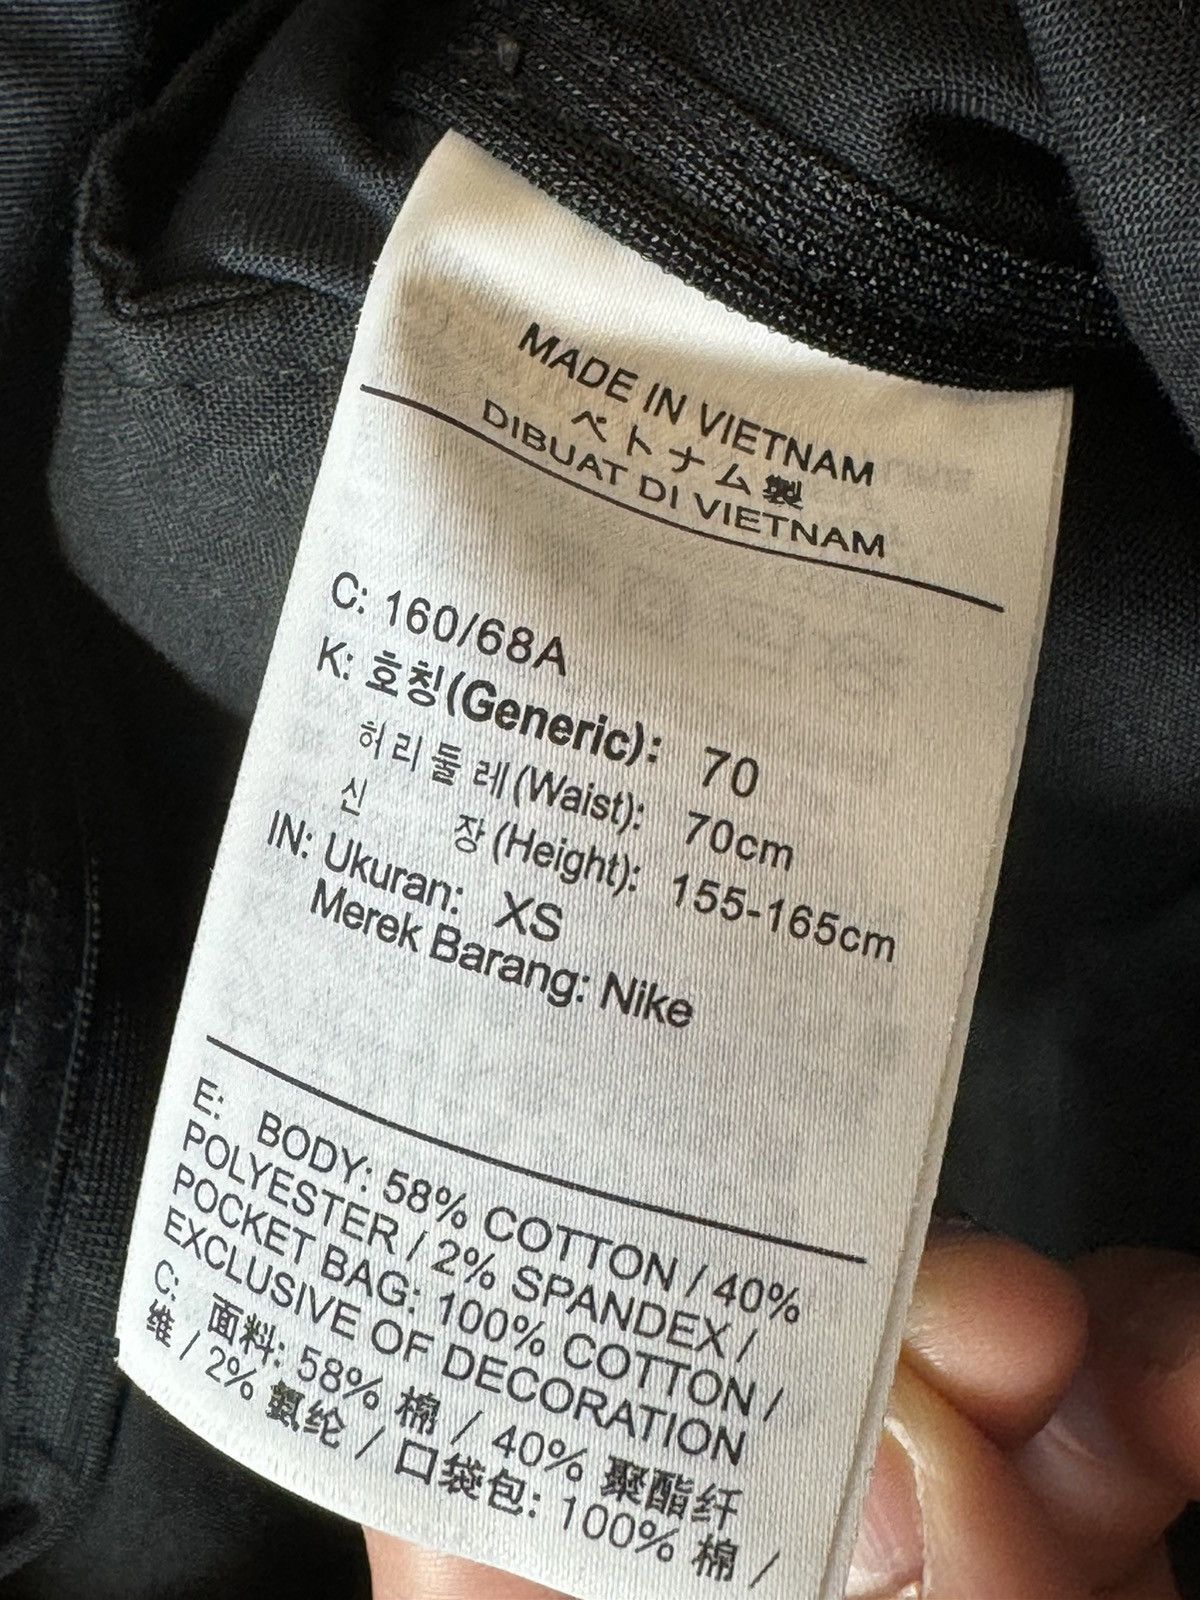 MADE IN VIETNAM
ベトナム製
DIBUAT DI VIETNAM
C: 160/68A
K: 호칭(Generic): 70
허리둘레(Waist): 70cm
신 장(Height): 155-165cm
IN: Ukuran: XS
Merek Barang: Nike
E: BODY: 58% COTTON / 40%
POLYESTER / 2% SPANDEX /
POCKET BAG: 100% COTTON /
EXCLUSIVE OF DECORATION
C: 面料: 58% 棉 / 40% 聚酯纤
维 / 2% 氨纶 / 口袋包: 100% 棉 /